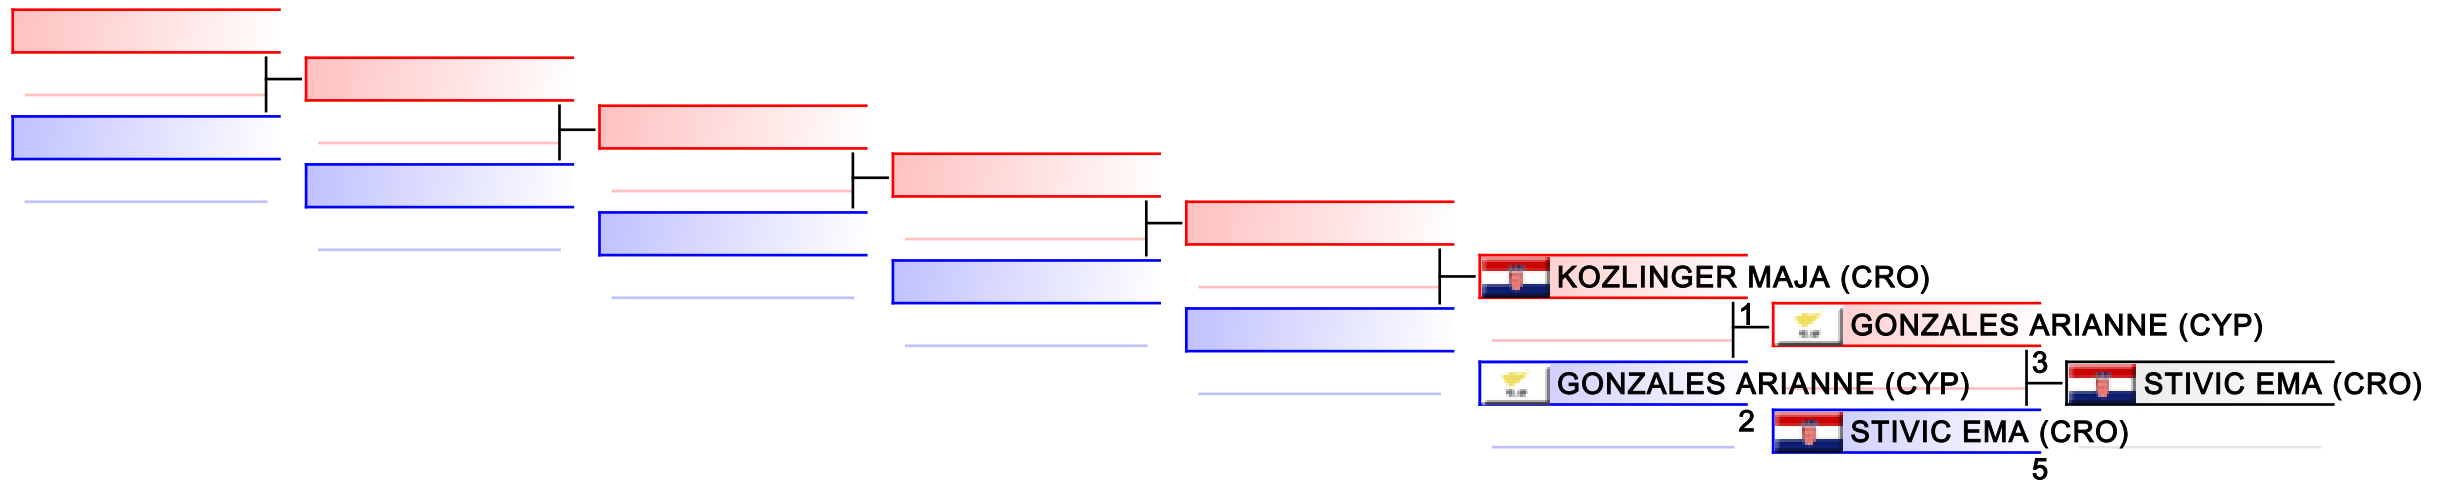 KOZLINGER MAJA (CRO)
1
GONZALES ARIANNE (CYP)
3
GONZALES ARIANNE (CYP)
STIVIC EMA (CRO)
2
STIVIC EMA (CRO)
5